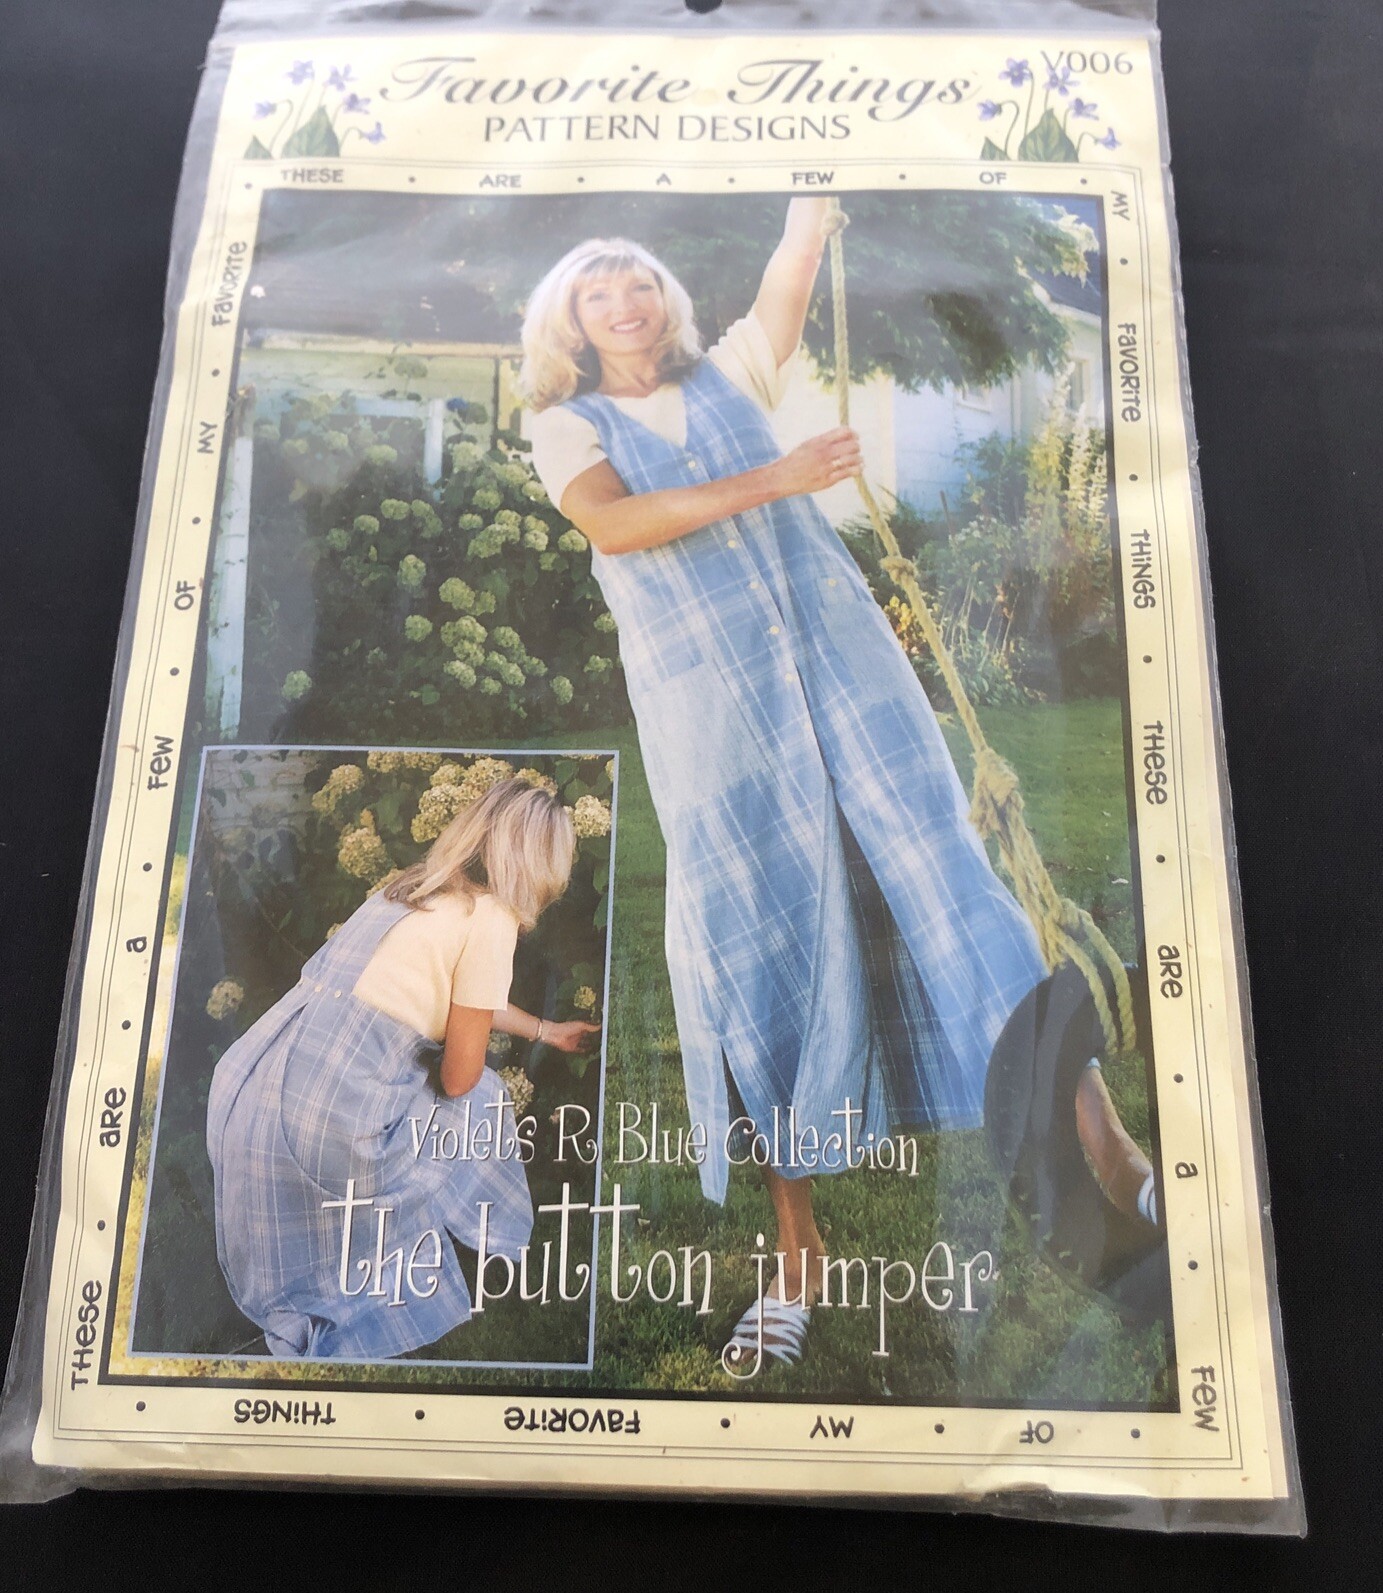 Favorite Things
V006
PATTERN DESIGNS
THESE • ARE • A • FEW • OF •
MY • FAVORITE • THINGS • THESE • ARE • a • FEW
• OF • MY • FAVORITE • THINGS •
THESE • ARE • a • FEW • OF • MY • FAVORITE
Violets R Blue Collection
the button jumper